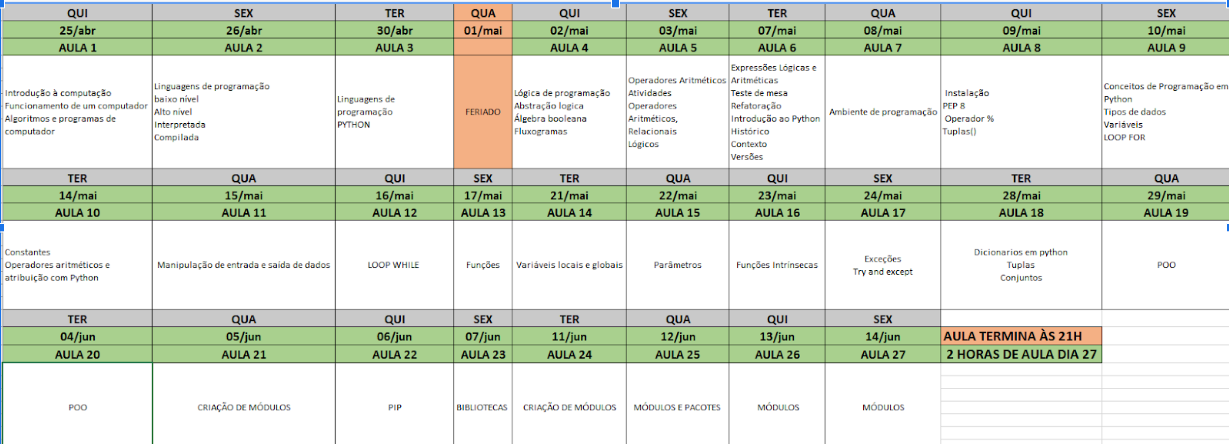 QUI SEX TER QUA QUI SEX TER QUA QUI SEX
25/abr 26/abr 30/abr 01/mai 02/mai 03/mai 07/mai 08/mai 09/mai 10/mai
AULA 1 AULA 2 AULA 3 AULA 4 AULA 5 AULA 6 AULA 7 AULA 8 AULA 9
Introdução à computação
Funcionamento de um computador
Algoritmos e programas de
computador
Linguagens de programação
baixo nível
Alto nível
Interpretada
Compilada
Linguagens de
programação
PYTHON
FERIADO
Lógica de programação
Abstração logica
Álgebra booleana
Fluxogramas
Operadores Aritméticos
Atividades
Operadores
Aritméticos,
Relacionais
Lógicos
Expressões Lógicas e
Aritméticas
Teste de mesa
Refatoração
Introdução ao Python
Histórico
Contexto
Versões
Ambiente de programação
Instalação
PEP 8
Operador %
Tuplas()
Conceitos de Programação em
Python
Tipos de dados
Variáveis
LOOP FOR
TER QUA QUI SEX TER QUA QUI SEX TER QUA
14/mai 15/mai 16/mai 17/mai 21/mai 22/mai 23/mai 24/mai 28/mai 29/mai
AULA 10 AULA 11 AULA 12 AULA 13 AULA 14 AULA 15 AULA 16 AULA 17 AULA 18 AULA 19
Constantes
Operadores aritméticos e
atribuição com Python
Manipulação de entrada e saída de dados
LOOP WHILE
Funções
Variáveis locais e globais
Parâmetros
Funções Intrínsecas
Exceções
Try and except
Dicionarios em python
Tuplas
Conjuntos
POO
TER QUA QUI SEX TER QUA QUI SEX
04/jun 05/jun 06/jun 07/jun 11/jun 12/jun 13/jun 14/jun AULA TERMINA ÀS 21H
AULA 20 AULA 21 AULA 22 AULA 23 AULA 24 AULA 25 AULA 26 AULA 27 2 HORAS DE AULA DIA 27
POO
CRIAÇÃO DE MÓDULOS
PIP
BIBLIOTECAS
CRIAÇÃO DE MÓDULOS
MÓDULOS E PACOTES
MÓDULOS
MÓDULOS